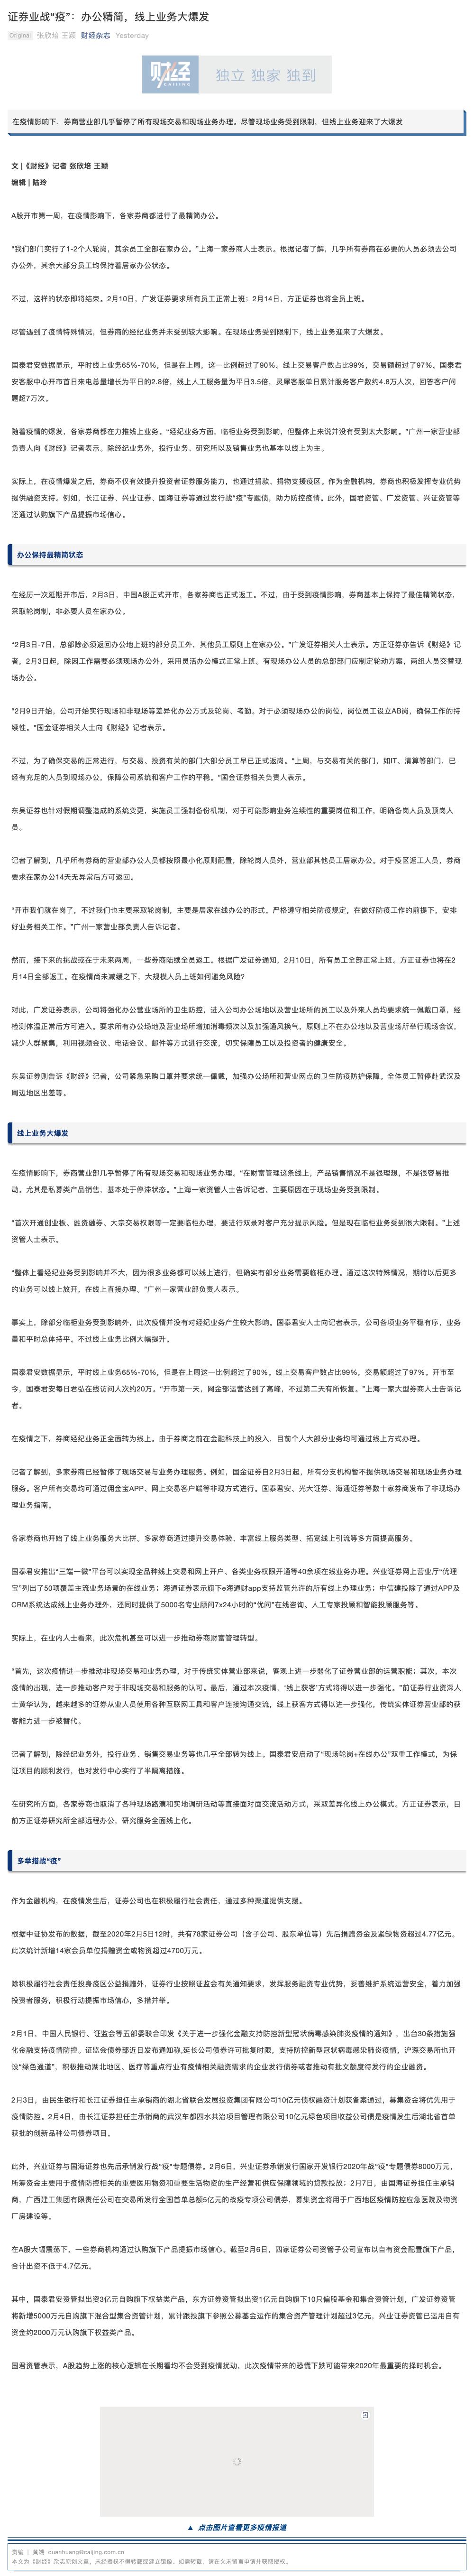 证券业战“疫”：办公精简，线上业务大爆发
Original 张欣培 王颖 财经杂志 Yesterday
财经 CAIJING 独立 独家 独到
在疫情影响下，券商营业部几乎暂停了所有现场交易和现场业务办理。尽管现场业务受到限制，但线上业务迎来了大爆发
文 |《财经》记者 张欣培 王颖
编辑 | 陆玲
A股开市第一周，在疫情影响下，各家券商都进行了最精简办公。
“我们部门实行了1-2个人轮岗，其余员工全部在家办公。”上海一家券商人士表示。根据记者了解，几乎所有券商在必要的人员必须去公司
办公外，其余大部分员工均保持着居家办公状态。
不过，这样的状态即将结束。2月10日，广发证券要求所有员工正常上班；2月14日，方正证券也将全员上班。
尽管遇到了疫情特殊情况，但券商的经纪业务并未受到较大影响。在现场业务受到限制下，线上业务迎来了大爆发。
国泰君安数据显示，平时线上业务65%-70%，但是在上周，这一比例超过了90%。线上交易客户数占比99%，交易额超过了97%。国泰君
安客服中心开市首日来电总量增长为平日的2.8倍，线上人工服务量为平日3.5倍，灵犀客服单日累计服务客户数约4.8万人次，回答客户问
题超7万次。
随着疫情的爆发，各家券商都在力推线上业务。“经纪业务方面，临柜业务受到影响，但整体上来说并没有受到太大影响。”广州一家营业部
负责人向《财经》记者表示。除经纪业务外，投行业务、研究所以及销售业务也基本以线上为主。
实际上，在疫情爆发之后，券商不仅有效提升投资者证券服务能力，也通过捐款、捐物支援疫区。作为金融机构，券商也积极发挥专业优势
提供融资支持。例如，长江证券、兴业证券、国海证券等通过发行战“疫”专题债，助力防控疫情。此外，国君资管、广发资管、兴证资管等
还通过认购旗下产品提振市场信心。
办公保持最精简状态
在经历一次延期开市后，2月3日，中国A股正式开市，各家券商也正式返工。不过，由于受到疫情影响，券商基本上保持了最佳精简状态，
采取轮岗制，非必要人员在家办公。
“2月3日-7日，总部除必须返回办公地上班的部分员工外，其他员工原则上在家办公。”广发证券相关人士表示。方正证券亦告诉《财经》记
者，2月3日起，除因工作需要必须现场办公外，采用灵活办公模式正常上班。有现场办公人员的总部部门应制定轮动方案，两组人员交替现
场办公。
“2月9日开始，公司开始实行现场和非现场等差异化办公方式及轮岗、考勤。对于必须现场办公的岗位，岗位员工设立AB岗，确保工作的持
续性。”国金证券相关人士向《财经》记者表示。
不过，为了确保交易的正常进行，与交易、投资有关的部门大部分员工早已正式返岗。“上周，与交易有关的部门，如IT、清算等部门，已
经有充足的人员到现场办公，保障公司系统和客户工作的平稳。”国金证券相关负责人表示。
东吴证券也针对假期调整造成的系统变更，实施员工强制备份机制，对于可能影响业务连续性的重要岗位和工作，明确备岗人员及顶岗人
员。
记者了解到，几乎所有券商的营业部办公人员都按照最小化原则配置，除轮岗人员外，营业部其他员工居家办公。对于疫区返工人员，券商
要求在家办公14天无异常后方可返回。
“开市我们就在岗了，不过我们也主要采取轮岗制，主要是居家在线办公的形式。严格遵守相关防疫规定，在做好防疫工作的前提下，安排
好业务相关工作。”广州一家营业部负责人告诉记者。
然而，接下来的挑战或在于未来两周，一些券商陆续全员返工。根据广发证券通知，2月10日，所有员工全部正常上班。方正证券也将在2
月14日全部返工。在疫情尚未减缓之下，大规模人员上班如何避免风险？
对此，广发证券表示，公司将强化办公营业场所的卫生防控，进入公司办公场地以及营业场所的员工以及外来人员均要求统一佩戴口罩，经
检测体温正常后方可进入。要求所有办公场地及营业场所增加消毒频次以及加强通风换气，原则上不在办公地以及营业场所举行现场会议，
减少人群聚集，利用视频会议、电话会议、邮件等方式进行交流，切实保障员工以及投资者的健康安全。
东吴证券则告诉《财经》记者，公司紧急采购口罩并要求统一佩戴，加强办公场所和营业网点的卫生防疫防护保障。全体员工暂停赴武汉及
周边地区出差等。
线上业务大爆发
在疫情影响下，券商营业部几乎暂停了所有现场交易和现场业务办理。“在财富管理这条线上，产品销售情况不是很理想，不是很容易推
动。尤其是私募类产品销售，基本处于停滞状态。”上海一家资管人士告诉记者，主要原因在于现场业务受到限制。
“首次开通创业板、融资融券、大宗交易权限等一定要临柜办理，要进行双录对客户充分提示风险。但是现在临柜业务受到很大限制。”上述
资管人士表示。
“整体上看经纪业务受到影响并不大，因为很多业务都可以线上进行，但确实有部分业务需要临柜办理。通过这次特殊情况，期待以后更多
的业务可以线上放开，在线上直接办理。”广州一家营业部负责人表示。
事实上，除部分临柜业务受到影响外，此次疫情并没有对经纪业务产生较大影响。国泰君安人士向记者表示，公司各项业务平稳有序，业务
量和平时总体持平。不过线上业务比例大幅提升。
国泰君安数据显示，平时线上业务65%-70%，但是在上周这一比例超过了90%。线上交易客户数占比99%，交易额超过了97%。开市至
今，国泰君安每日君弘在线访问人次约20万。“开市第一天，网金部运营达到了高峰，不过第二天有所恢复。”上海一家大型券商人士告诉记
者。
在疫情之下，券商经纪业务正全面转为线上。由于券商之前在金融科技上的投入，目前个人大部分业务均可通过线上方式办理。
记者了解到，多家券商已经暂停了现场交易与业务办理服务。例如，国金证券自2月3日起，所有分支机构暂不提供现场交易和现场业务办理
服务。客户所有交易均可通过佣金宝APP、网上交易客户端等非现方式进行。国泰君安、光大证券、海通证券等数十家券商发布了非现场办
理业务指南。
各家券商也开始了线上业务服务大比拼。多家券商通过提升交易体验、丰富线上服务类型、拓宽线上引流等多方面提高服务。
国泰君安推出“三端一微”平台可以实现全品种线上交易和网上开户、各类业务权限开通等40余项在线业务办理。兴业证券网上营业厅“优理
宝”列出了50项覆盖主流业务场景的在线业务；海通证券表示旗下e海通财app支持监管允许的所有线上办理业务；中信建投除了通过APP及
CRM系统达成线上业务办理外，还同时提供了5000名专业顾问7x24小时的“优问”在线咨询、人工专家投顾和智能投顾服务等。
实际上，在业内人士看来，此次危机甚至可以进一步推动券商财富管理转型。
“首先，这次疫情进一步推动非现场交易和业务办理，对于传统实体营业部来说，客观上进一步弱化了证券营业部的运营职能；其次，本次
疫情的出现，进一步推动客户对于非现场交易和服务的认可。最后，通过本次疫情，‘线上获客’方式将得以进一步强化。”前证券行业资深人
士黄华认为，越来越多的证券从业人员使用各种互联网工具和客户连接沟通交流，线上获客方式得以进一步强化，传统实体证券营业部的获
客能力进一步被替代。
记者了解到，除经纪业务外，投行业务、销售交易业务等也几乎全部转为线上。国泰君安启动了“现场轮岗+在线办公”双重工作模式，为保
证项目的顺利发行，也对发行中心实行了半隔离措施。
在研究所方面，各家券商也取消了各种现场路演和实地调研活动等直接面对面交流活动方式，采取差异化线上办公模式。方正证券表示，目
前方正证券研究所全部远程办公，研究服务全面线上化。
多举措战“疫”
作为金融机构，在疫情发生后，证券公司也在积极履行社会责任，通过多种渠道提供支援。
根据中证协发布的数据，截至2020年2月5日12时，共有78家证券公司（含子公司、股东单位等）先后捐赠资金及紧缺物资超过4.77亿元。
此次统计新增14家会员单位捐赠资金或物资超过4700万元。
除积极履行社会责任投身疫区公益捐赠外，证券行业按照证监会有关通知要求，发挥服务融资专业优势，妥善维护系统运营安全，着力加强
投资者服务，积极行动提振市场信心，多措并举。
2月1日，中国人民银行、证监会等五部委联合印发《关于进一步强化金融支持防控新型冠状病毒感染肺炎疫情的通知》，出台30条措施强
化金融支持疫情防控。证监会债券部近日发布通知称,延长公司债券许可批复时限，支持防控新型冠状病毒感染肺炎疫情，沪深交易所也开
设“绿色通道”，积极推动湖北地区、医疗等重点行业有疫情相关融资需求的企业发行债券或者推动有批文额度待发行的企业融资。
2月3日，由民生银行和长江证券担任主承销商的湖北省联合发展投资集团有限公司10亿元债权融资计划获备案通过，募集资金将优先用于
疫情防控。2月4日，由长江证券担任主承销商的武汉车都四水共治项目管理有限公司10亿元绿色项目收益公司债是疫情发生后湖北省首单
获批的创新品种公司债券项目。
此外，兴业证券与国海证券也先后承销发行战“疫”专题债券。2月6日，兴业证券承销发行国家开发银行2020年战“疫”专题债券8000万元，
所筹资金主要用于疫情防控相关的重要医用物资和重要生活物资的生产经营和供应保障领域的贷款投放；2月7日，由国海证券担任主承销
商，广西建工集团有限责任公司在交易所发行全国首单总额5亿元的战疫专项公司债券，募集资金将用于广西地区疫情防控应急医院及物资
厂房建设等。
在A股大幅震荡下，一些券商机构通过认购旗下产品提振市场信心。截至2月6日，四家证券公司资管子公司宣布以自有资金配置旗下产品，
合计出资不低于4.7亿元。
其中，国泰君安资管拟出资3亿元自购旗下权益类产品，东方证券资管拟出资1亿元自购旗下10只偏股基金和集合资管计划，广发证券资管
将新增5000万元自购旗下混合型集合资管计划，累计跟投旗下参照公募基金运作的集合资产管理计划超过3亿元，兴业证券资管已运用自有
资金约2000万元认购旗下权益类产品。
国君资管表示，A股趋势上涨的核心逻辑在长期看均不会受到疫情扰动，此次疫情带来的恐慌下跌可能带来2020年最重要的择时机会。
▲ 点击图片查看更多疫情报道
责编 | 黄端 duanhuang@caijing.com.cn
本文为《财经》杂志原创文章，未经授权不得转载或建立镜像。如需转载，请在文末留言申请并获取授权。